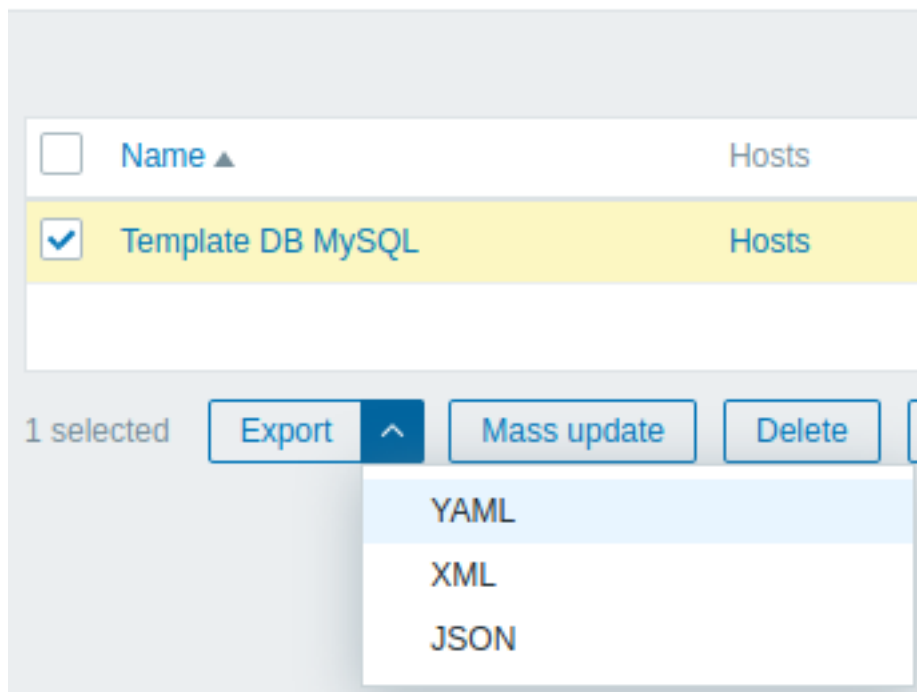 Name Hosts
Template DB MySQL Hosts
1 selected Export Mass update Delete
YAML
XML
JSON